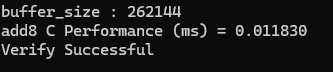 buffer_size : 262144
add8 C Performance (ms) = 0.011830
Verify Successful